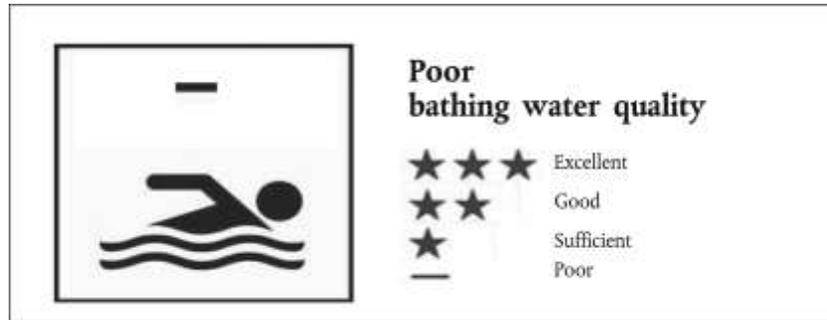 Poor
bathing water quality
Excellent
Good
Sufficient
Poor